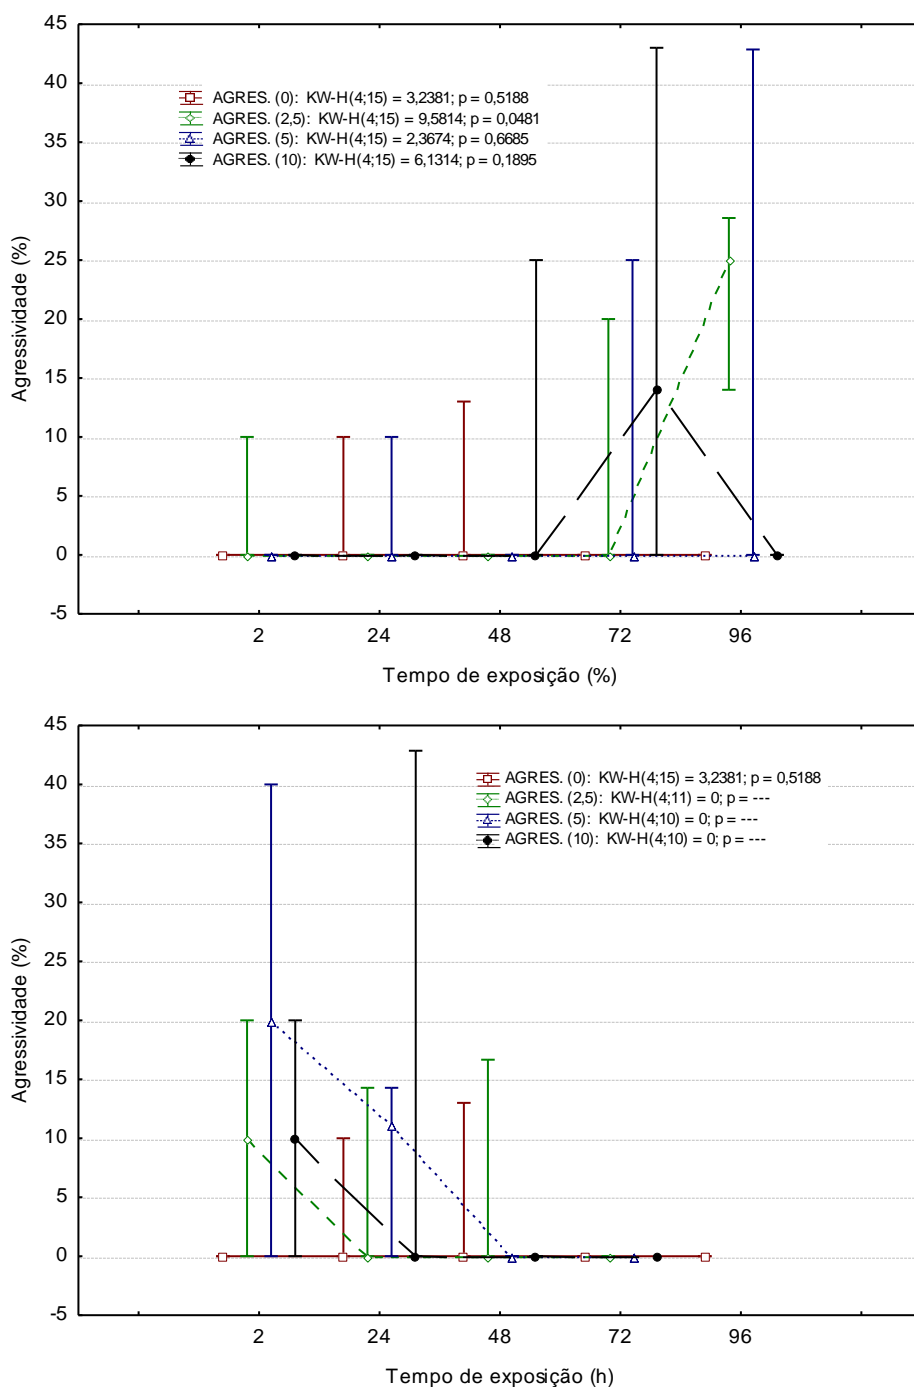 45
40
35
30
25
20
15
10
5
0
-5
Agressividade (%)
AGRES. (0): KW-H(4;15) = 3,2381; p = 0,5188
AGRES. (2,5): KW-H(4;15) = 9,5814; p = 0,0481
AGRES. (5): KW-H(4;15) = 2,3674; p = 0,6685
AGRES. (10): KW-H(4;15) = 6,1314; p = 0,1895
2 24 48 72 96
Tempo de exposição (%)
45
40
35
30
25
20
15
10
5
0
-5
Agressividade (%)
AGRES. (0): KW-H(4;15) = 3,2381; p = 0,5188
AGRES. (2,5): KW-H(4;11) = 0; p = ---
AGRES. (5): KW-H(4;10) = 0; p = ---
AGRES. (10): KW-H(4;10) = 0; p = ---
2 24 48 72 96
Tempo de exposição (h)